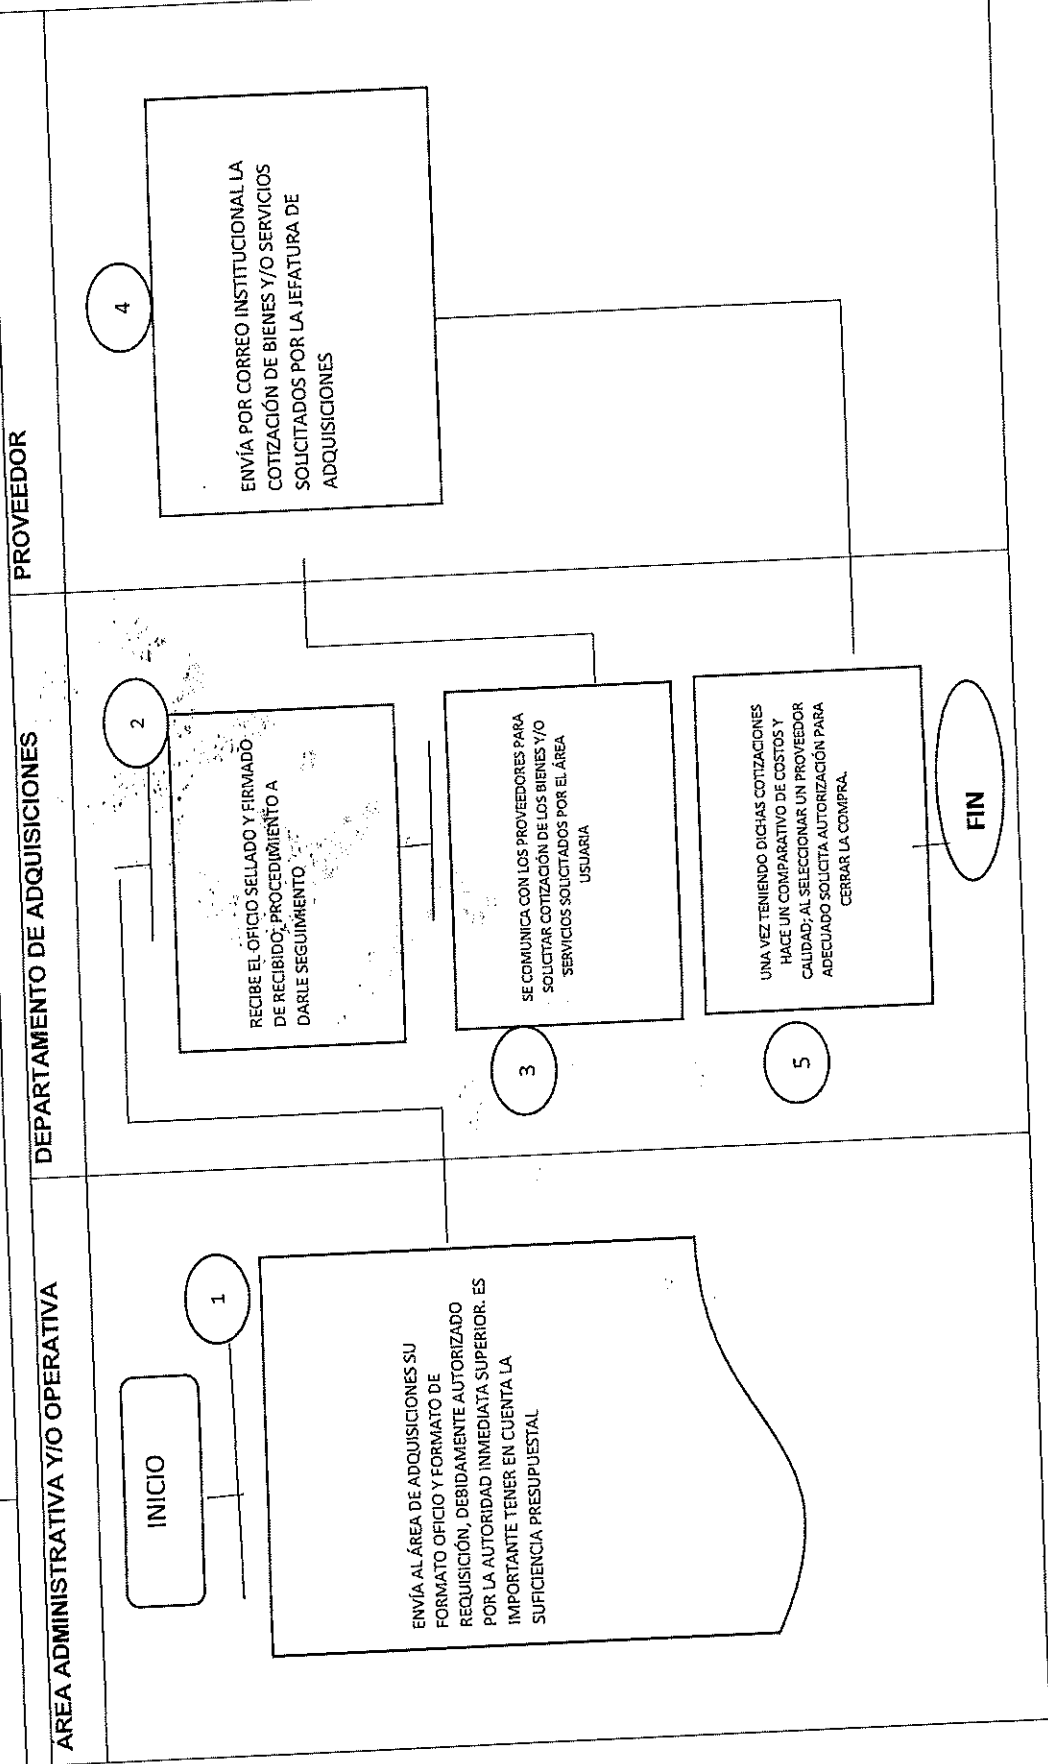 ÁREA ADMINISTRATIVA Y/O OPERATIVA
DEPARTAMENTO DE ADQUISICIONES
PROVEEDOR
INICIO
1
ENVÍA AL ÁREA DE ADQUISICIONES SU
FORMATO OFICIO Y FORMATO DE
REQUISICIÓN, DEBIDAMENTE AUTORIZADO
POR LA AUTORIDAD INMEDIATA SUPERIOR. ES
IMPORTANTE TENER EN CUENTA LA
SUFICIENCIA PRESUPUESTAL
2
RECIBE EL OFICIO SELLADO Y FIRMADO
DE RECIBIDO; PROCEDIMIENTO A
DARLE SEGUIMIENTO
3
SE COMUNICA CON LOS PROVEEDORES PARA
SOLICITAR COTIZACIÓN DE LOS BIENES Y/O
SERVICIOS SOLICITADOS POR EL ÁREA
USUARIA
4
ENVÍA POR CORREO INSTITUCIONAL LA
COTIZACIÓN DE BIENES Y/O SERVICIOS
SOLICITADOS POR LA JEFATURA DE
ADQUISICIONES
5
UNA VEZ TENIENDO DICHAS COTIZACIONES
HACE UN COMPARATIVO DE COSTOS Y
CALIDAD; AL SELECCIONAR UN PROVEEDOR
ADECUADO SOLICITA AUTORIZACIÓN PARA
CERRAR LA COMPRA.
FIN